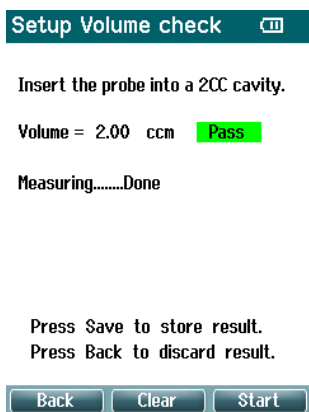 Setup Volume check
Insert the probe into a 2CC cavity.
Volume = 2.00 ccm Pass
Measuring........Done
Press Save to store result.
Press Back to discard result.
Back Clear Start